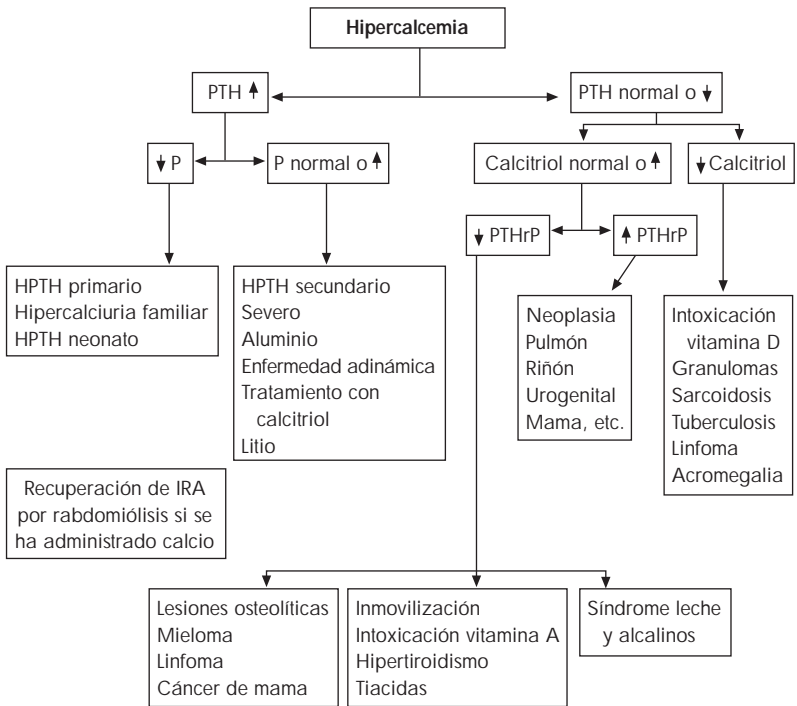 Hipercalcemia
PTH ↑
PTH normal o ↓
↓ P
P normal o ↑
Calcitriol normal o ↑
↓ Calcitriol
↓ PTHrP
↑ PTHrP
HPTH primario
Hipercalciuria familiar
HPTH neonato
HPTH secundario
Severo
Aluminio
Enfermedad adinámica
Tratamiento con
calcitriol
Litio
Neoplasia
Pulmón
Riñón
Urogenital
Mama, etc.
Intoxicación
vitamina D
Granulomas
Sarcoidosis
Tuberculosis
Linfoma
Acromegalia
Recuperación de IRA
por rabdomiólisis si se
ha administrado calcio
Lesiones osteolíticas
Mieloma
Linfoma
Cáncer de mama
Inmovilización
Intoxicación vitamina A
Hipertiroidismo
Tiacidas
Síndrome leche
y alcalinos